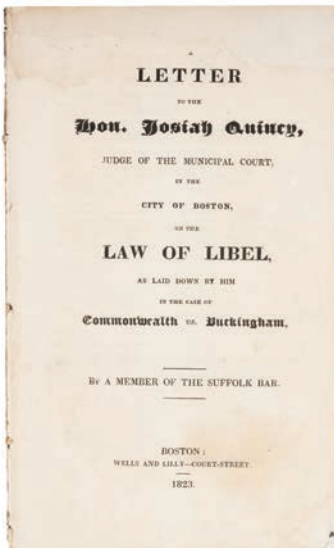 A
LETTER
TO THE
Hon. Josiah Quincy,
JUDGE OF THE MUNICIPAL COURT,
IN THE
CITY OF BOSTON,
ON THE
LAW OF LIBEL,
AS LAID DOWN BY HIM
IN THE CASE OF
Commonwealth vs. Buckingham.
BY A MEMBER OF THE SUFFOLK BAR.
BOSTON:
WELLS AND LILLY—COURT-STREET.
1823.